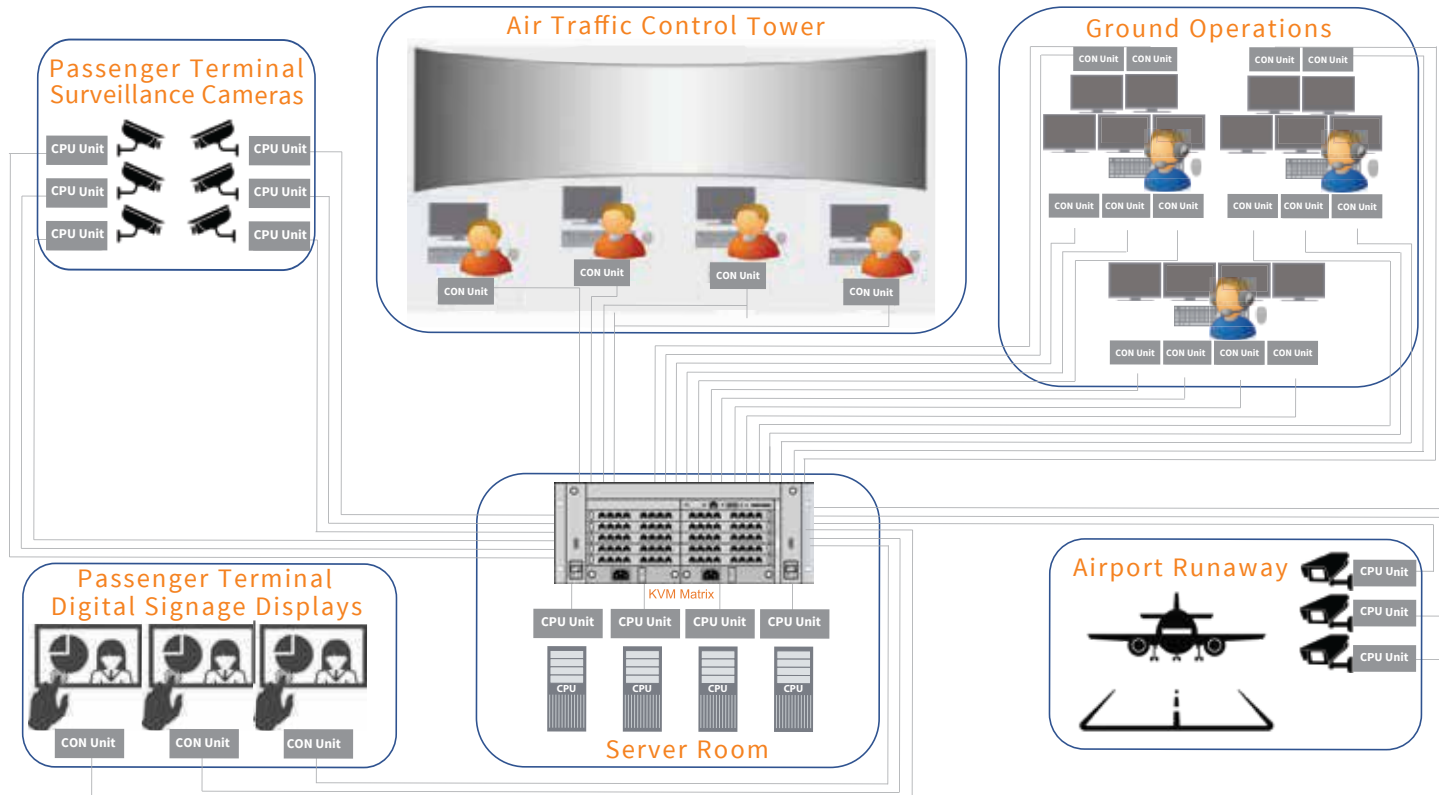 Air Traffic Control Tower
CON Unit
CON Unit
CON Unit
CON Unit
Ground Operations
CON Unit
CON Unit
CON Unit
CON Unit
CON Unit
CON Unit
CON Unit
CON Unit
CON Unit
CON Unit
CON Unit
CON Unit
CON Unit
CON Unit
Passenger Terminal
Surveillance Cameras
CPU Unit
CPU Unit
CPU Unit
CPU Unit
CPU Unit
CPU Unit
KVM Matrix
CPU Unit
CPU Unit
CPU Unit
CPU Unit
CPU
CPU
CPU
CPU
Server Room
Passenger Terminal
Digital Signage Displays
CON Unit
CON Unit
CON Unit
Airport Runaway
CPU Unit
CPU Unit
CPU Unit